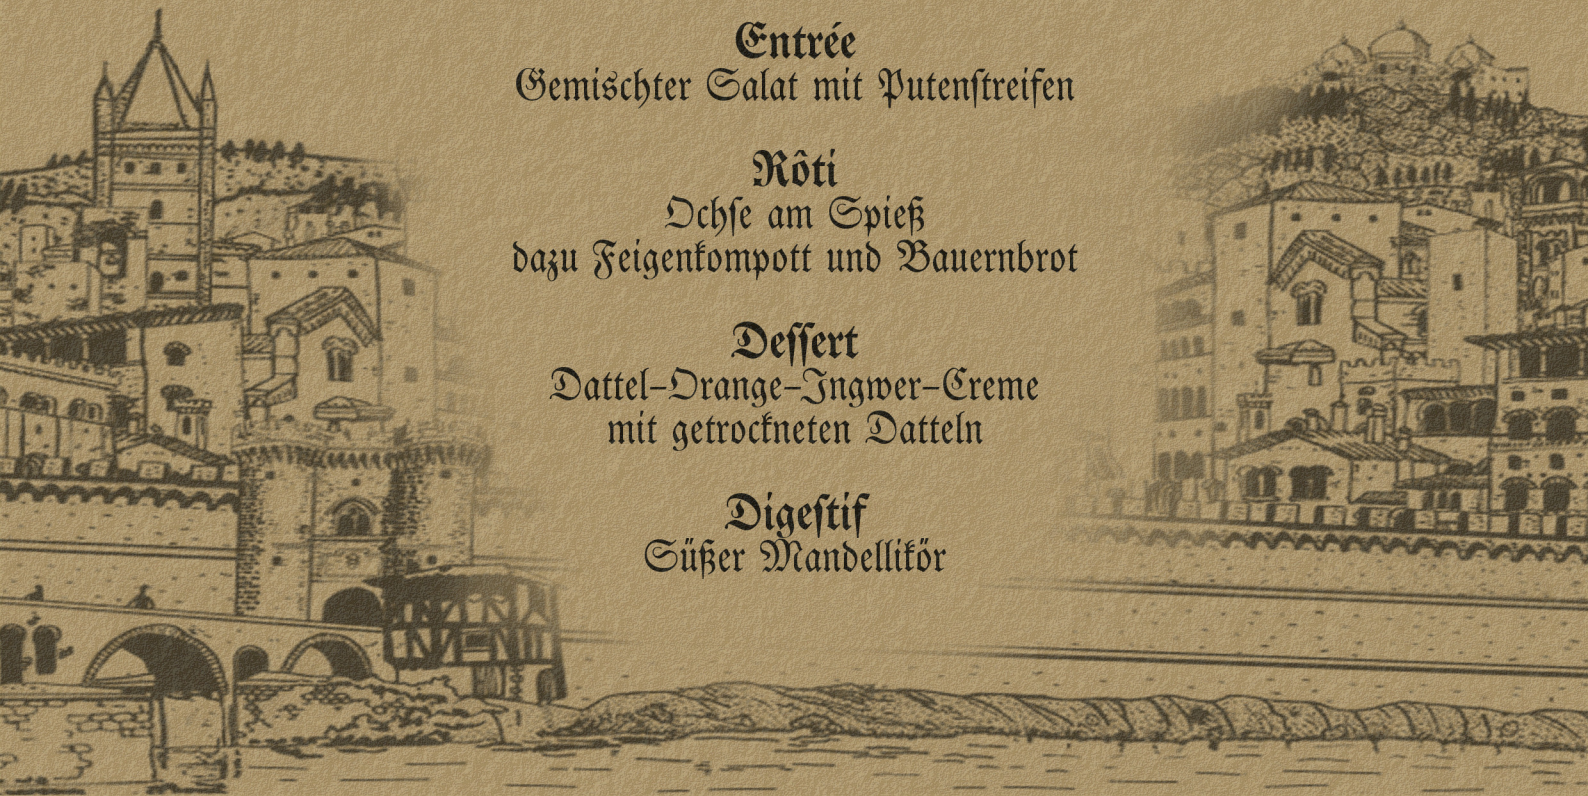 Entrée
Gemischter Salat mit Putenſtreifen
Rôti
Ochſe am Spieß
dazu Feigenkompott und Bauernbrot
Deſſert
Dattel-Orange-Ingwer-Creme
mit getrockneten Datteln
Digeſtif
Süßer Mandellikör